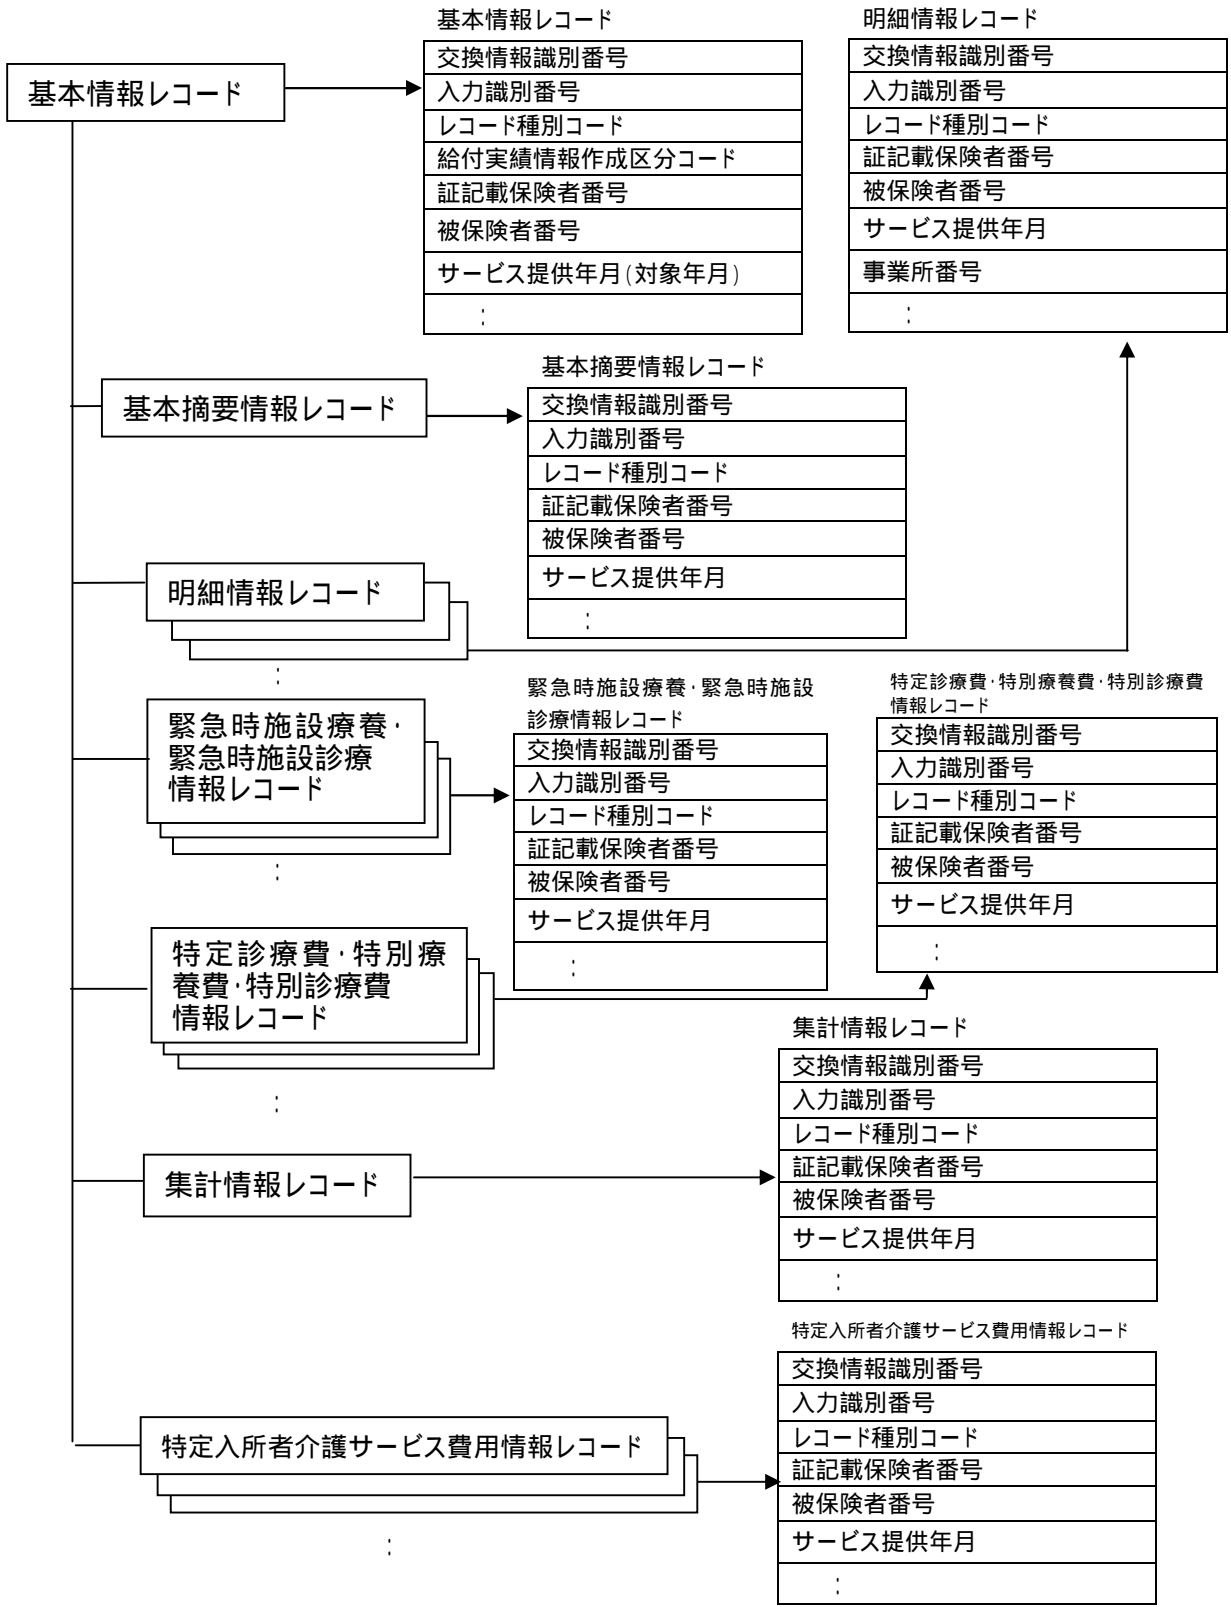 基本情報レコード
基本情報レコード
交換情報識別番号
入力識別番号
レコード種別コード
給付実績情報作成区分コード
証記載保険者番号
被保険者番号
サービス提供年月(対象年月)
:
明細情報レコード
交換情報識別番号
入力識別番号
レコード種別コード
証記載保険者番号
被保険者番号
サービス提供年月
事業所番号
:
基本摘要情報レコード
基本摘要情報レコード
交換情報識別番号
入力識別番号
レコード種別コード
証記載保険者番号
被保険者番号
サービス提供年月
:
明細情報レコード
:
緊急時施設療養・
緊急時施設診療
情報レコード
:
緊急時施設療養・緊急時施設
診療情報レコード
交換情報識別番号
入力識別番号
レコード種別コード
証記載保険者番号
被保険者番号
サービス提供年月
:
特定診療費・特別療養費・特別診療費
情報レコード
交換情報識別番号
入力識別番号
レコード種別コード
証記載保険者番号
被保険者番号
サービス提供年月
:
特定診療費・特別療
養費・特別診療費
情報レコード
:
集計情報レコード
集計情報レコード
交換情報識別番号
入力識別番号
レコード種別コード
証記載保険者番号
被保険者番号
サービス提供年月
:
特定入所者介護サービス費用情報レコード
:
特定入所者介護サービス費用情報レコード
交換情報識別番号
入力識別番号
レコード種別コード
証記載保険者番号
被保険者番号
サービス提供年月
: